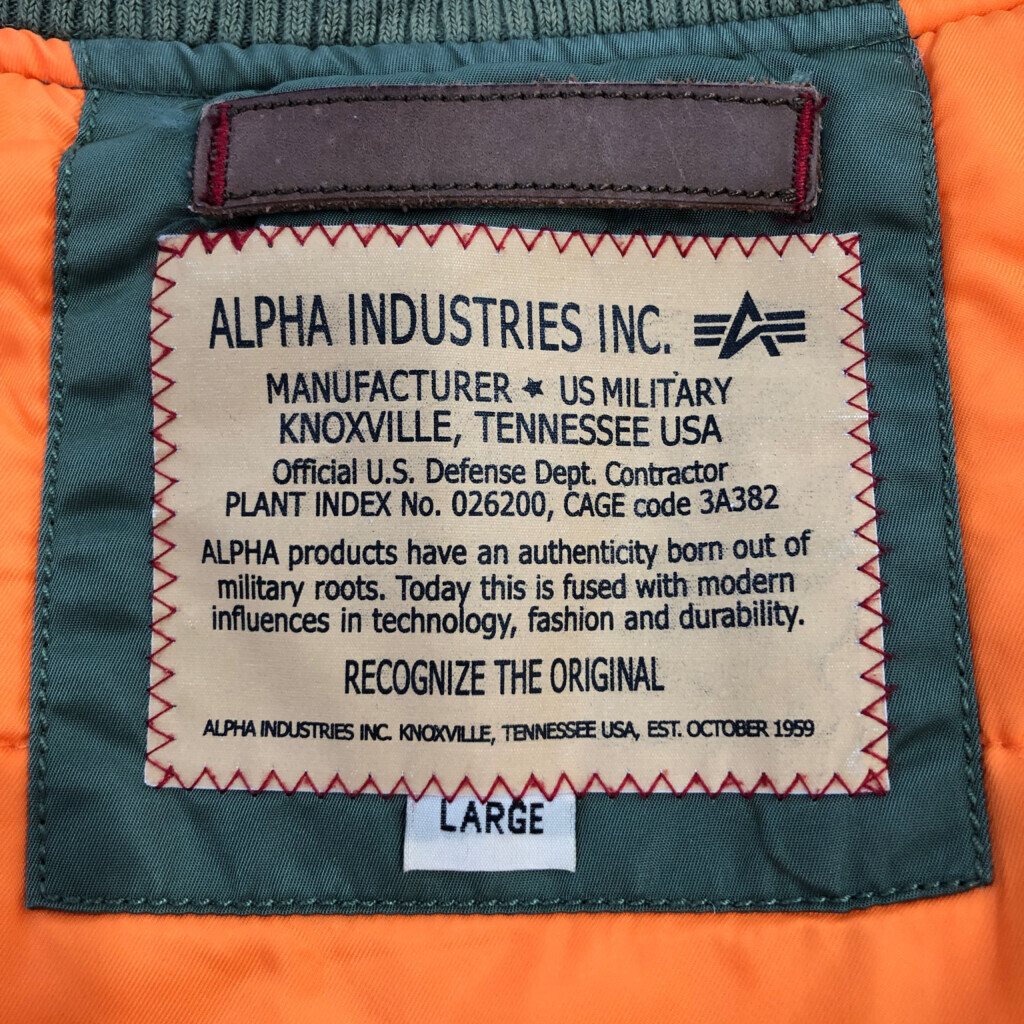 ALPHA INDUSTRIES INC.
MANUFACTURER ★ US MILITARY
KNOXVILLE, TENNESSEE USA
Official U.S. Defense Dept. Contractor
PLANT INDEX No. 026200, CAGE code 3A382
ALPHA products have an authenticity born out of
military roots. Today this is fused with modern
influences in technology, fashion and durability.
RECOGNIZE THE ORIGINAL
ALPHA INDUSTRIES INC. KNOXVILLE, TENNESSEE USA, EST. OCTOBER 1959
LARGE